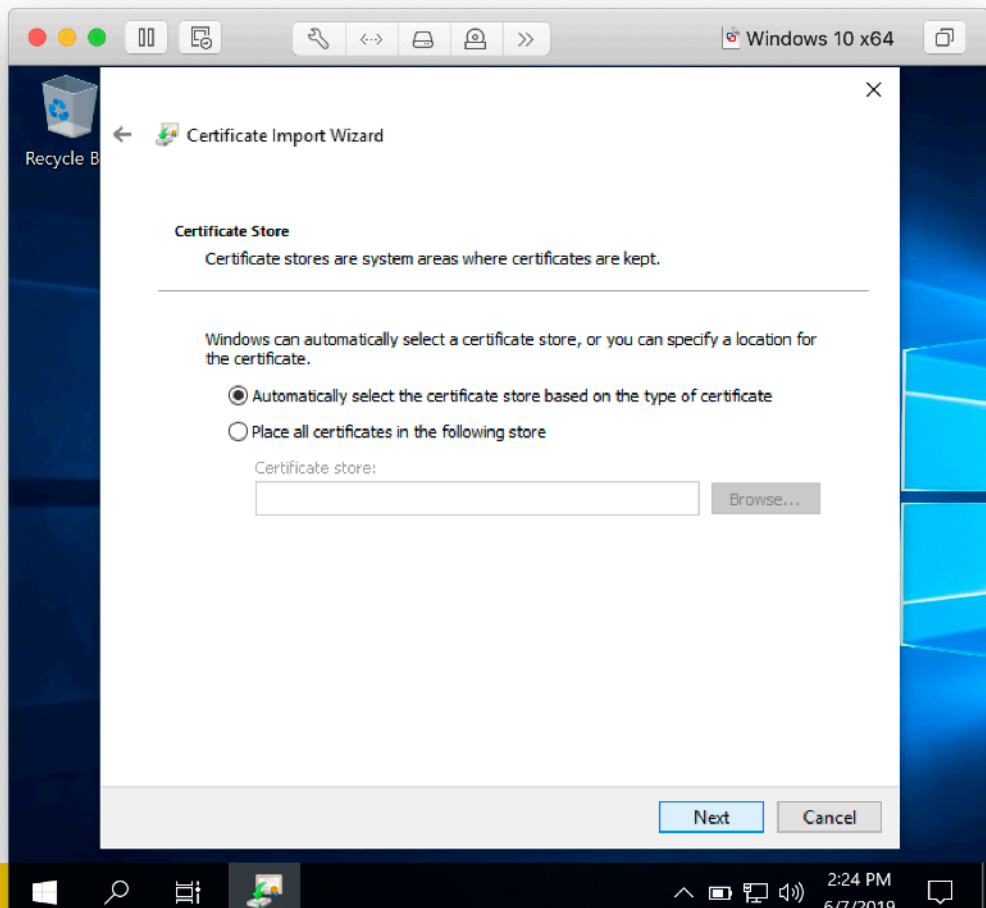 Windows 10 x64
Recycle B
Certificate Import Wizard
Certificate Store
Certificate stores are system areas where certificates are kept.
Windows can automatically select a certificate store, or you can specify a location for
the certificate.
Automatically select the certificate store based on the type of certificate
Place all certificates in the following store
Certificate store:
Browse...
Next
Cancel
2:24 PM
6/7/2019